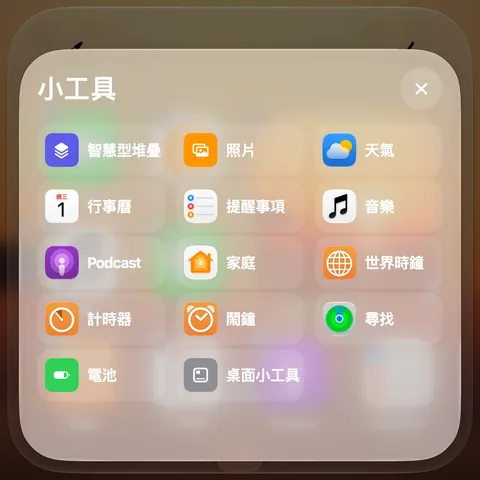 小工具
智慧型堆疊
照片
天氣
週三
1
行事曆
提醒事項
音樂
Podcast
家庭
世界時鐘
計時器
鬧鐘
尋找
電池
桌面小工具